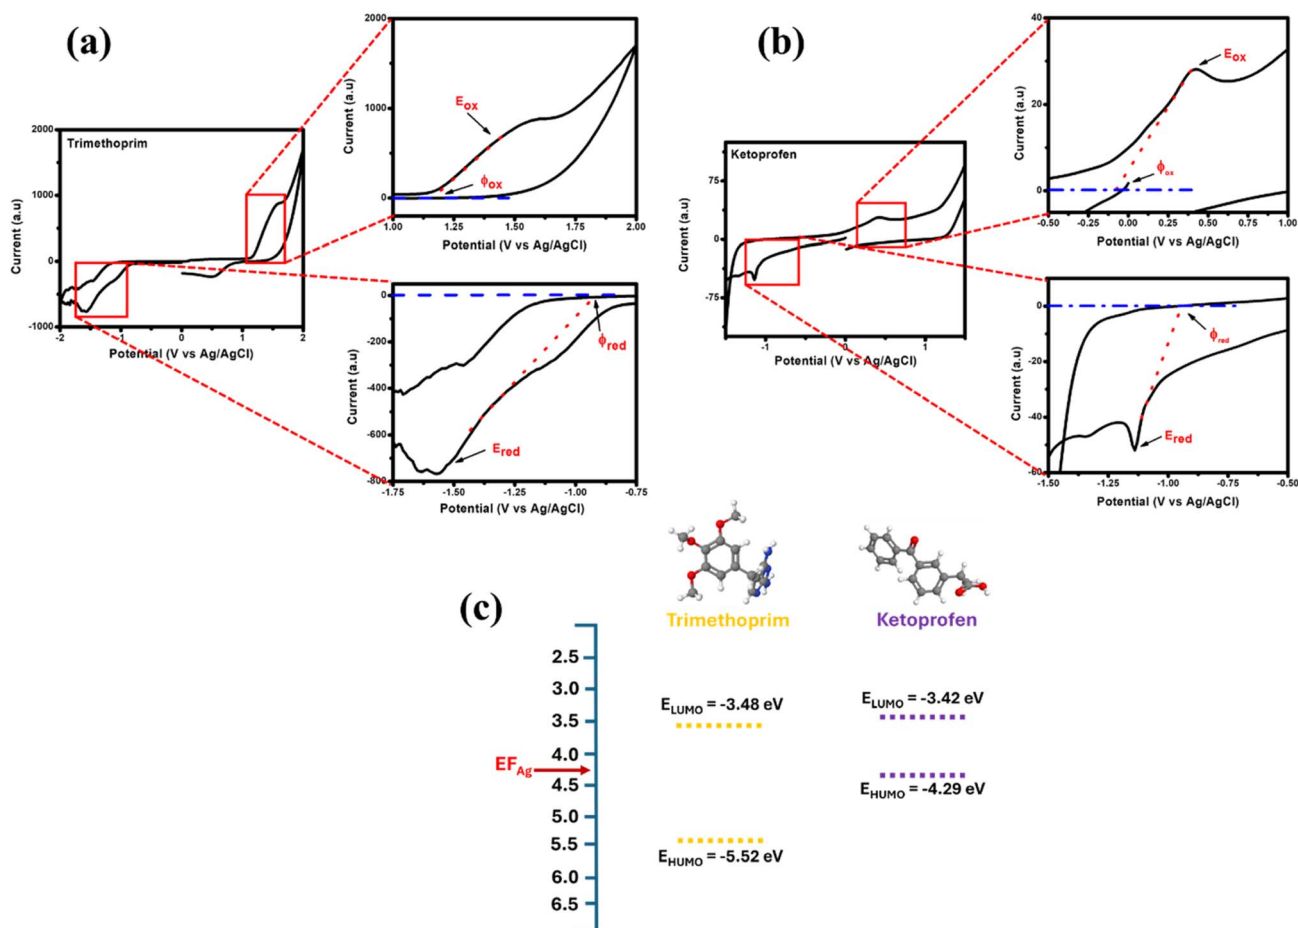 (a)
Trimethoprim
Current (a.u)
2000
1000
0
-1000
-2
-1
0
1
2
Potential (V vs Ag/AgCl)
Current (a.u)
2000
1000
0
E_ox
ϕ_ox
1.00
1.25
1.50
1.75
2.00
Potential (V vs Ag/AgCl)
Current (a.u)
0
-200
-400
-600
-800
ϕ_red
E_red
-1.75
-1.50
-1.25
-1.00
-0.75
Potential (V vs Ag/AgCl)
(b)
Ketoprofen
Current (a.u)
75
0
-75
-1
0
1
Potential (V vs Ag/AgCl)
Current (a.u)
40
20
0
E_ox
ϕ_ox
-0.50
-0.25
0.00
0.25
0.50
0.75
1.00
Potential (V vs Ag/AgCl)
Current (a.u)
0
-20
-40
-60
ϕ_red
E_red
-1.50
-1.25
-1.00
-0.75
-0.50
Potential (V vs Ag/AgCl)
(c)
Trimethoprim
Ketoprofen
2.5
3.0
3.5
4.0
4.5
5.0
5.5
6.0
6.5
EF_Ag
E_LUMO = -3.48 eV
E_HUMO = -5.52 eV
E_LUMO = -3.42 eV
E_HUMO = -4.29 eV